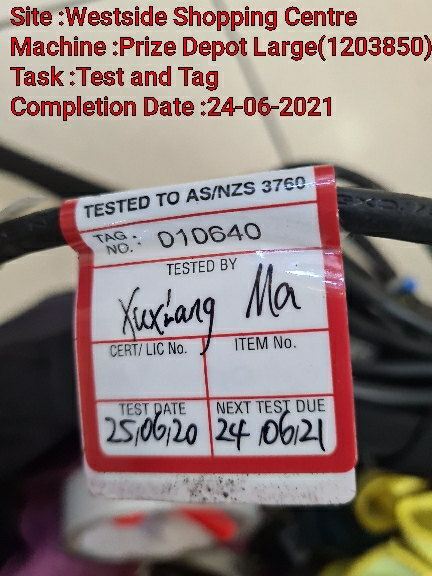 Site :Westside Shopping Centre
Machine :Prize Depot Large(1203850)
Task :Test and Tag
Completion Date :24-06-2021
TESTED TO AS/NZS 3760
TAG NO.: 010640
TESTED BY
Xuxiang Ma
CERT/ LIC No. ITEM No.
TEST DATE NEXT TEST DUE
25,06,20 24,06,21